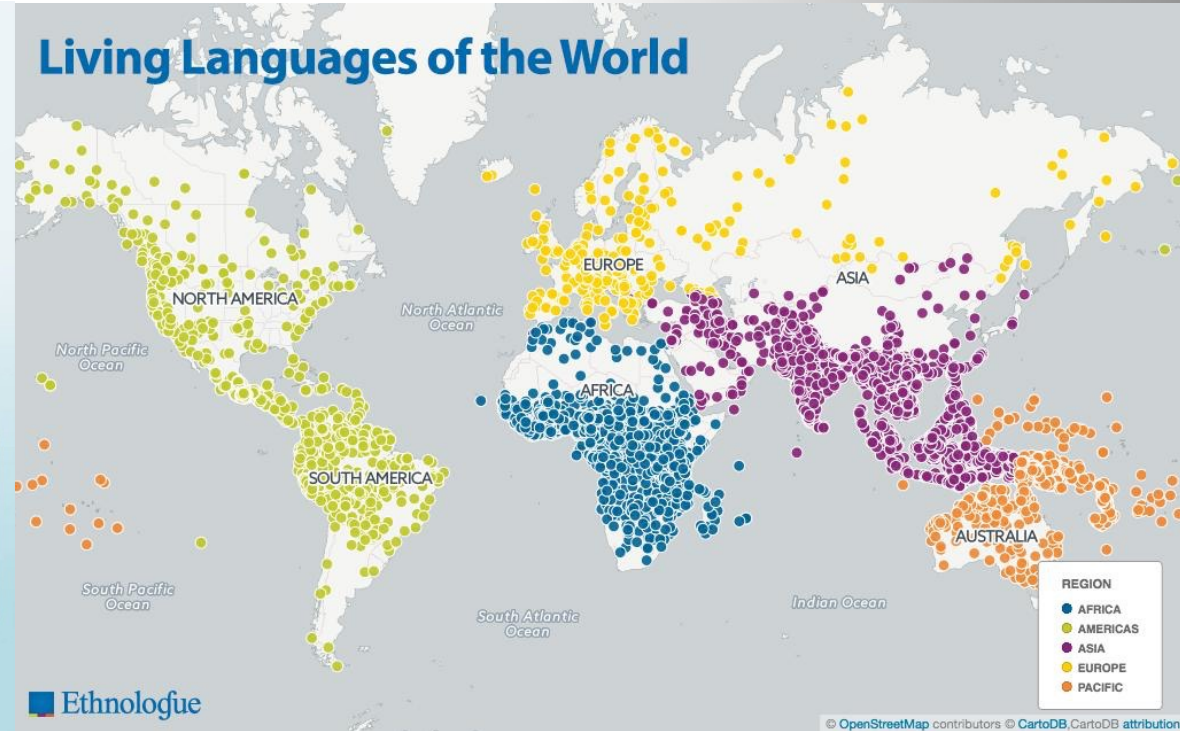 Living Languages of the World
EUROPE
ASIA
NORTH AMERICA
North Atlantic
Ocean
North Pacific
Ocean
AFRICA
SOUTH AMERICA
AUSTRALIA
South Pacific
Ocean
South Atlantic
Ocean
Indian Ocean
REGION
AFRICA
AMERICAS
ASIA
EUROPE
PACIFIC
Ethnologue
© OpenStreetMap contributors © CartoDB,CartoDB attribution